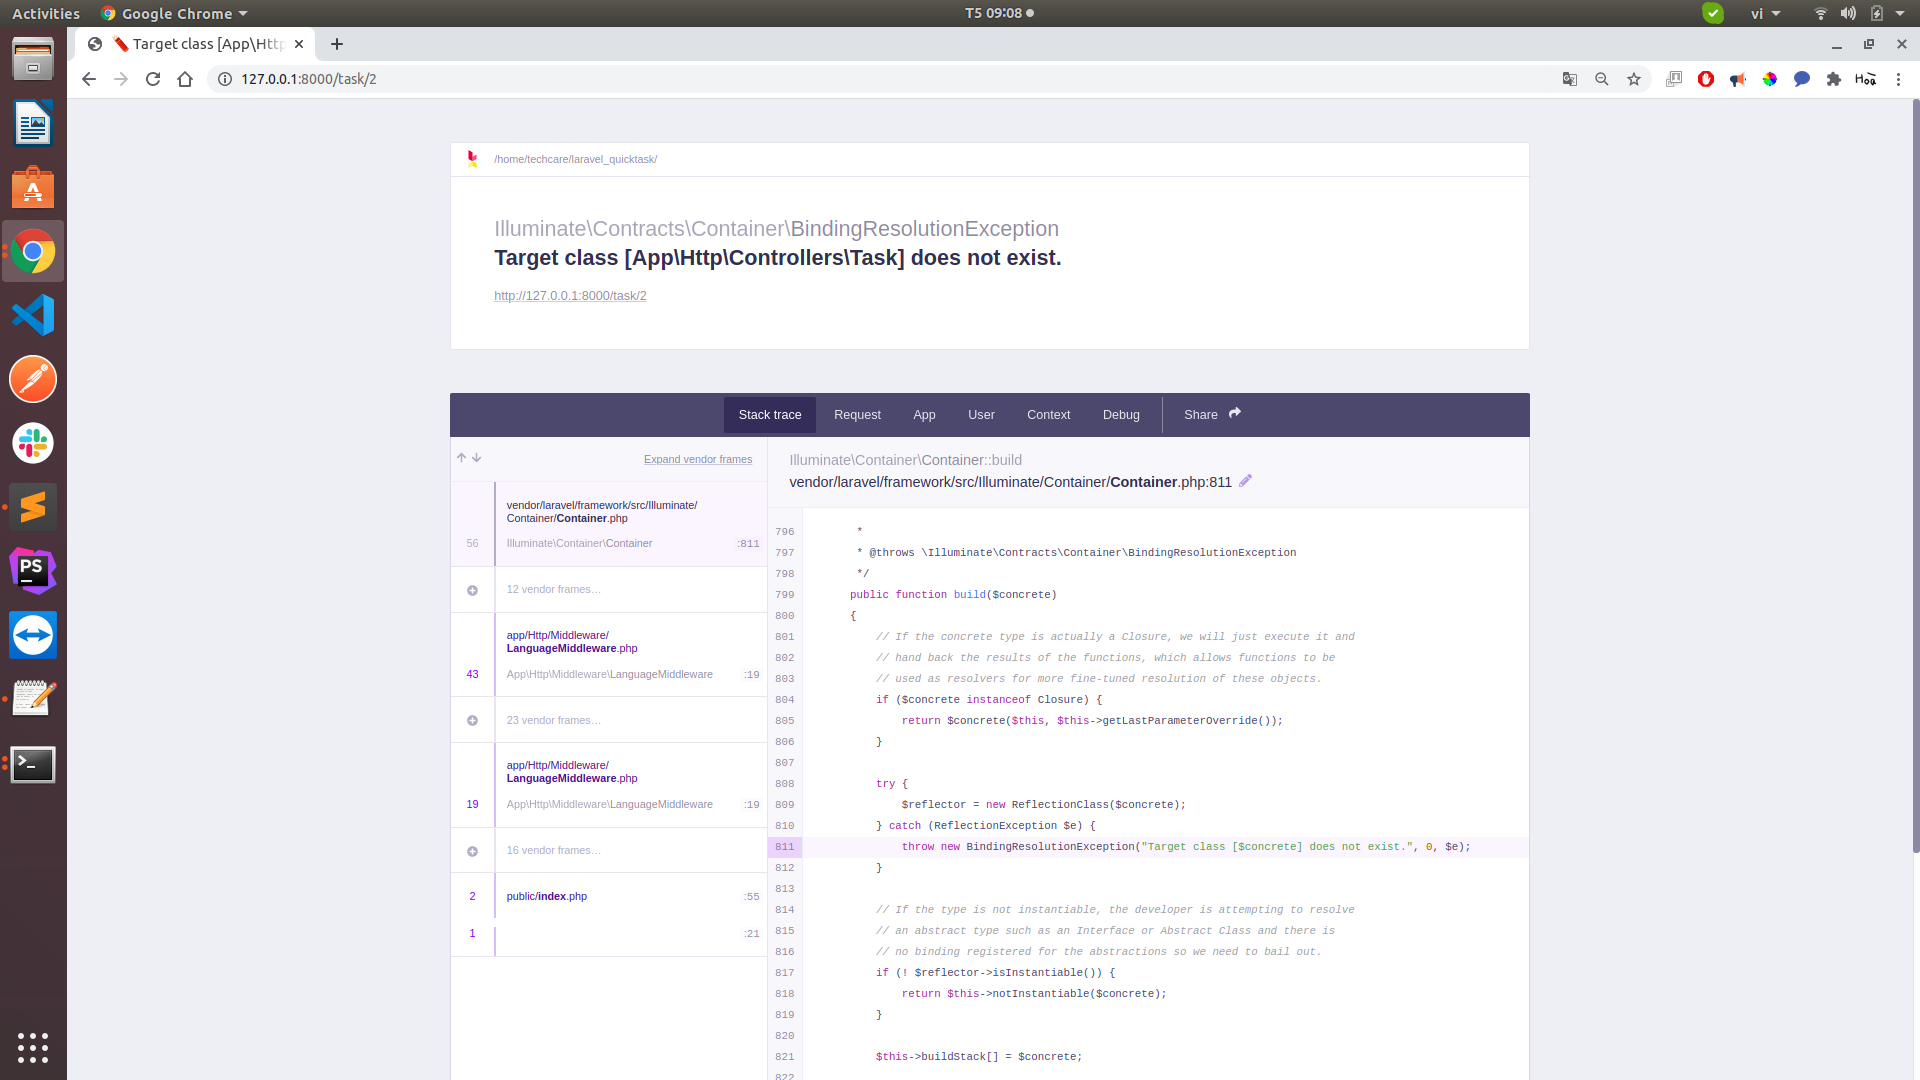 Activities
Google Chrome
T5 09:08
vi
Target class [App\Http
127.0.0.1:8000/task/2
/home/techcare/laravel_quicktask/
Illuminate\Contracts\Container\BindingResolutionException
Target class [App\Http\Controllers\Task] does not exist.
http://127.0.0.1:8000/task/2
Stack trace
Request
App
User
Context
Debug
Share
Expand vendor frames
vendor/laravel/framework/src/Illuminate/
Container/Container.php
56 Illuminate\Container\Container :811
12 vendor frames…
app/Http/Middleware/
LanguageMiddleware.php
43 App\Http\Middleware\LanguageMiddleware :19
23 vendor frames…
app/Http/Middleware/
LanguageMiddleware.php
19 App\Http\Middleware\LanguageMiddleware :19
16 vendor frames…
2 public/index.php :55
1 :21
Illuminate\Container\Container::build
vendor/laravel/framework/src/Illuminate/Container/Container.php:811
796 *
797 * @throws \Illuminate\Contracts\Container\BindingResolutionException
798 */
799 public function build($concrete)
800 {
801 // If the concrete type is actually a Closure, we will just execute it and
802 // hand back the results of the functions, which allows functions to be
803 // used as resolvers for more fine-tuned resolution of these objects.
804 if ($concrete instanceof Closure) {
805 return $concrete($this, $this->getLastParameterOverride());
806 }
807
808 try {
809 $reflector = new ReflectionClass($concrete);
810 } catch (ReflectionException $e) {
811 throw new BindingResolutionException("Target class [$concrete] does not exist.", 0, $e);
812 }
813
814 // If the type is not instantiable, the developer is attempting to resolve
815 // an abstract type such as an Interface or Abstract Class and there is
816 // no binding registered for the abstractions so we need to bail out.
817 if (! $reflector->isInstantiable()) {
818 return $this->notInstantiable($concrete);
819 }
820
821 $this->buildStack[] = $concrete;
822
PS